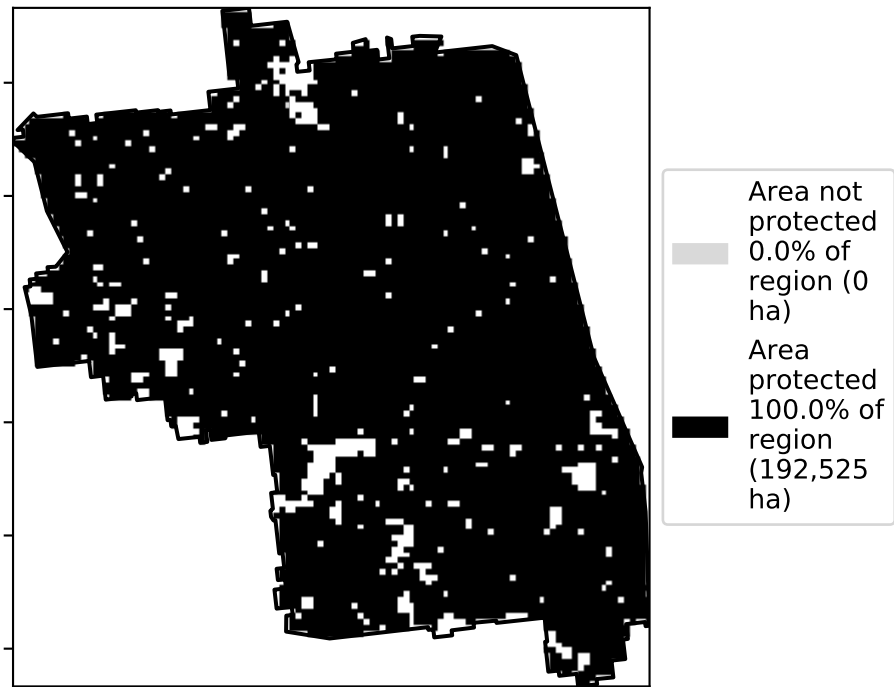 Area not
protected
0.0% of
region (0
ha)
Area
protected
100.0% of
region
(192,525
ha)